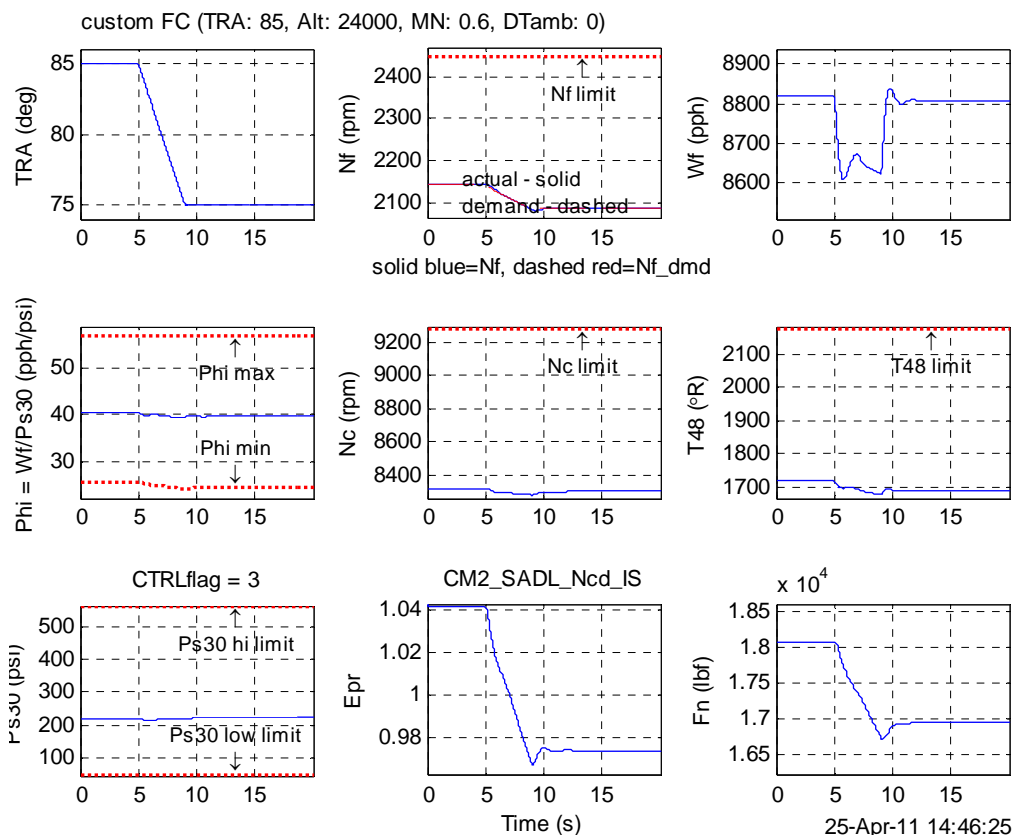 custom FC (TRA: 85, Alt: 24000, MN: 0.6, DTamb: 0)
85
80
75
TRA (deg)
0 5 10 15
2400
2300
2200
2100
Nf (rpm)
Nf limit
actual - solid
demand - dashed
0 5 10 15
solid blue=Nf, dashed red=Nf_dmd
8900
8800
8700
8600
Wf (pph)
0 5 10 15
50
40
30
Phi = Wf/Ps30 (pph/psi)
Phi max
Phi min
0 5 10 15
9200
9000
8800
8600
8400
Nc (rpm)
Nc limit
0 5 10 15
2100
2000
1900
1800
1700
T48 (°R)
T48 limit
0 5 10 15
CTRLflag = 3
500
400
300
200
100
Ps30 (psi)
Ps30 hi limit
Ps30 low limit
0 5 10 15
CM2_SADL_Ncd_IS
1.04
1.02
1
0.98
Epr
0 5 10 15
Time (s)
x 10^4
1.85
1.8
1.75
1.7
1.65
Fn (lbf)
0 5 10 15
25-Apr-11 14:46:25